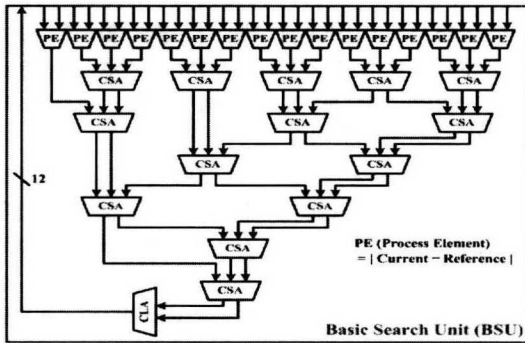 PE PE PE PE PE PE PE PE PE PE PE PE PE PE PE PE
CSA CSA CSA CSA CSA
CSA CSA CSA
CSA CSA
12
CSA CSA
CSA
PE (Process Element)
= | Current − Reference |
CSA
CLA
Basic Search Unit (BSU)